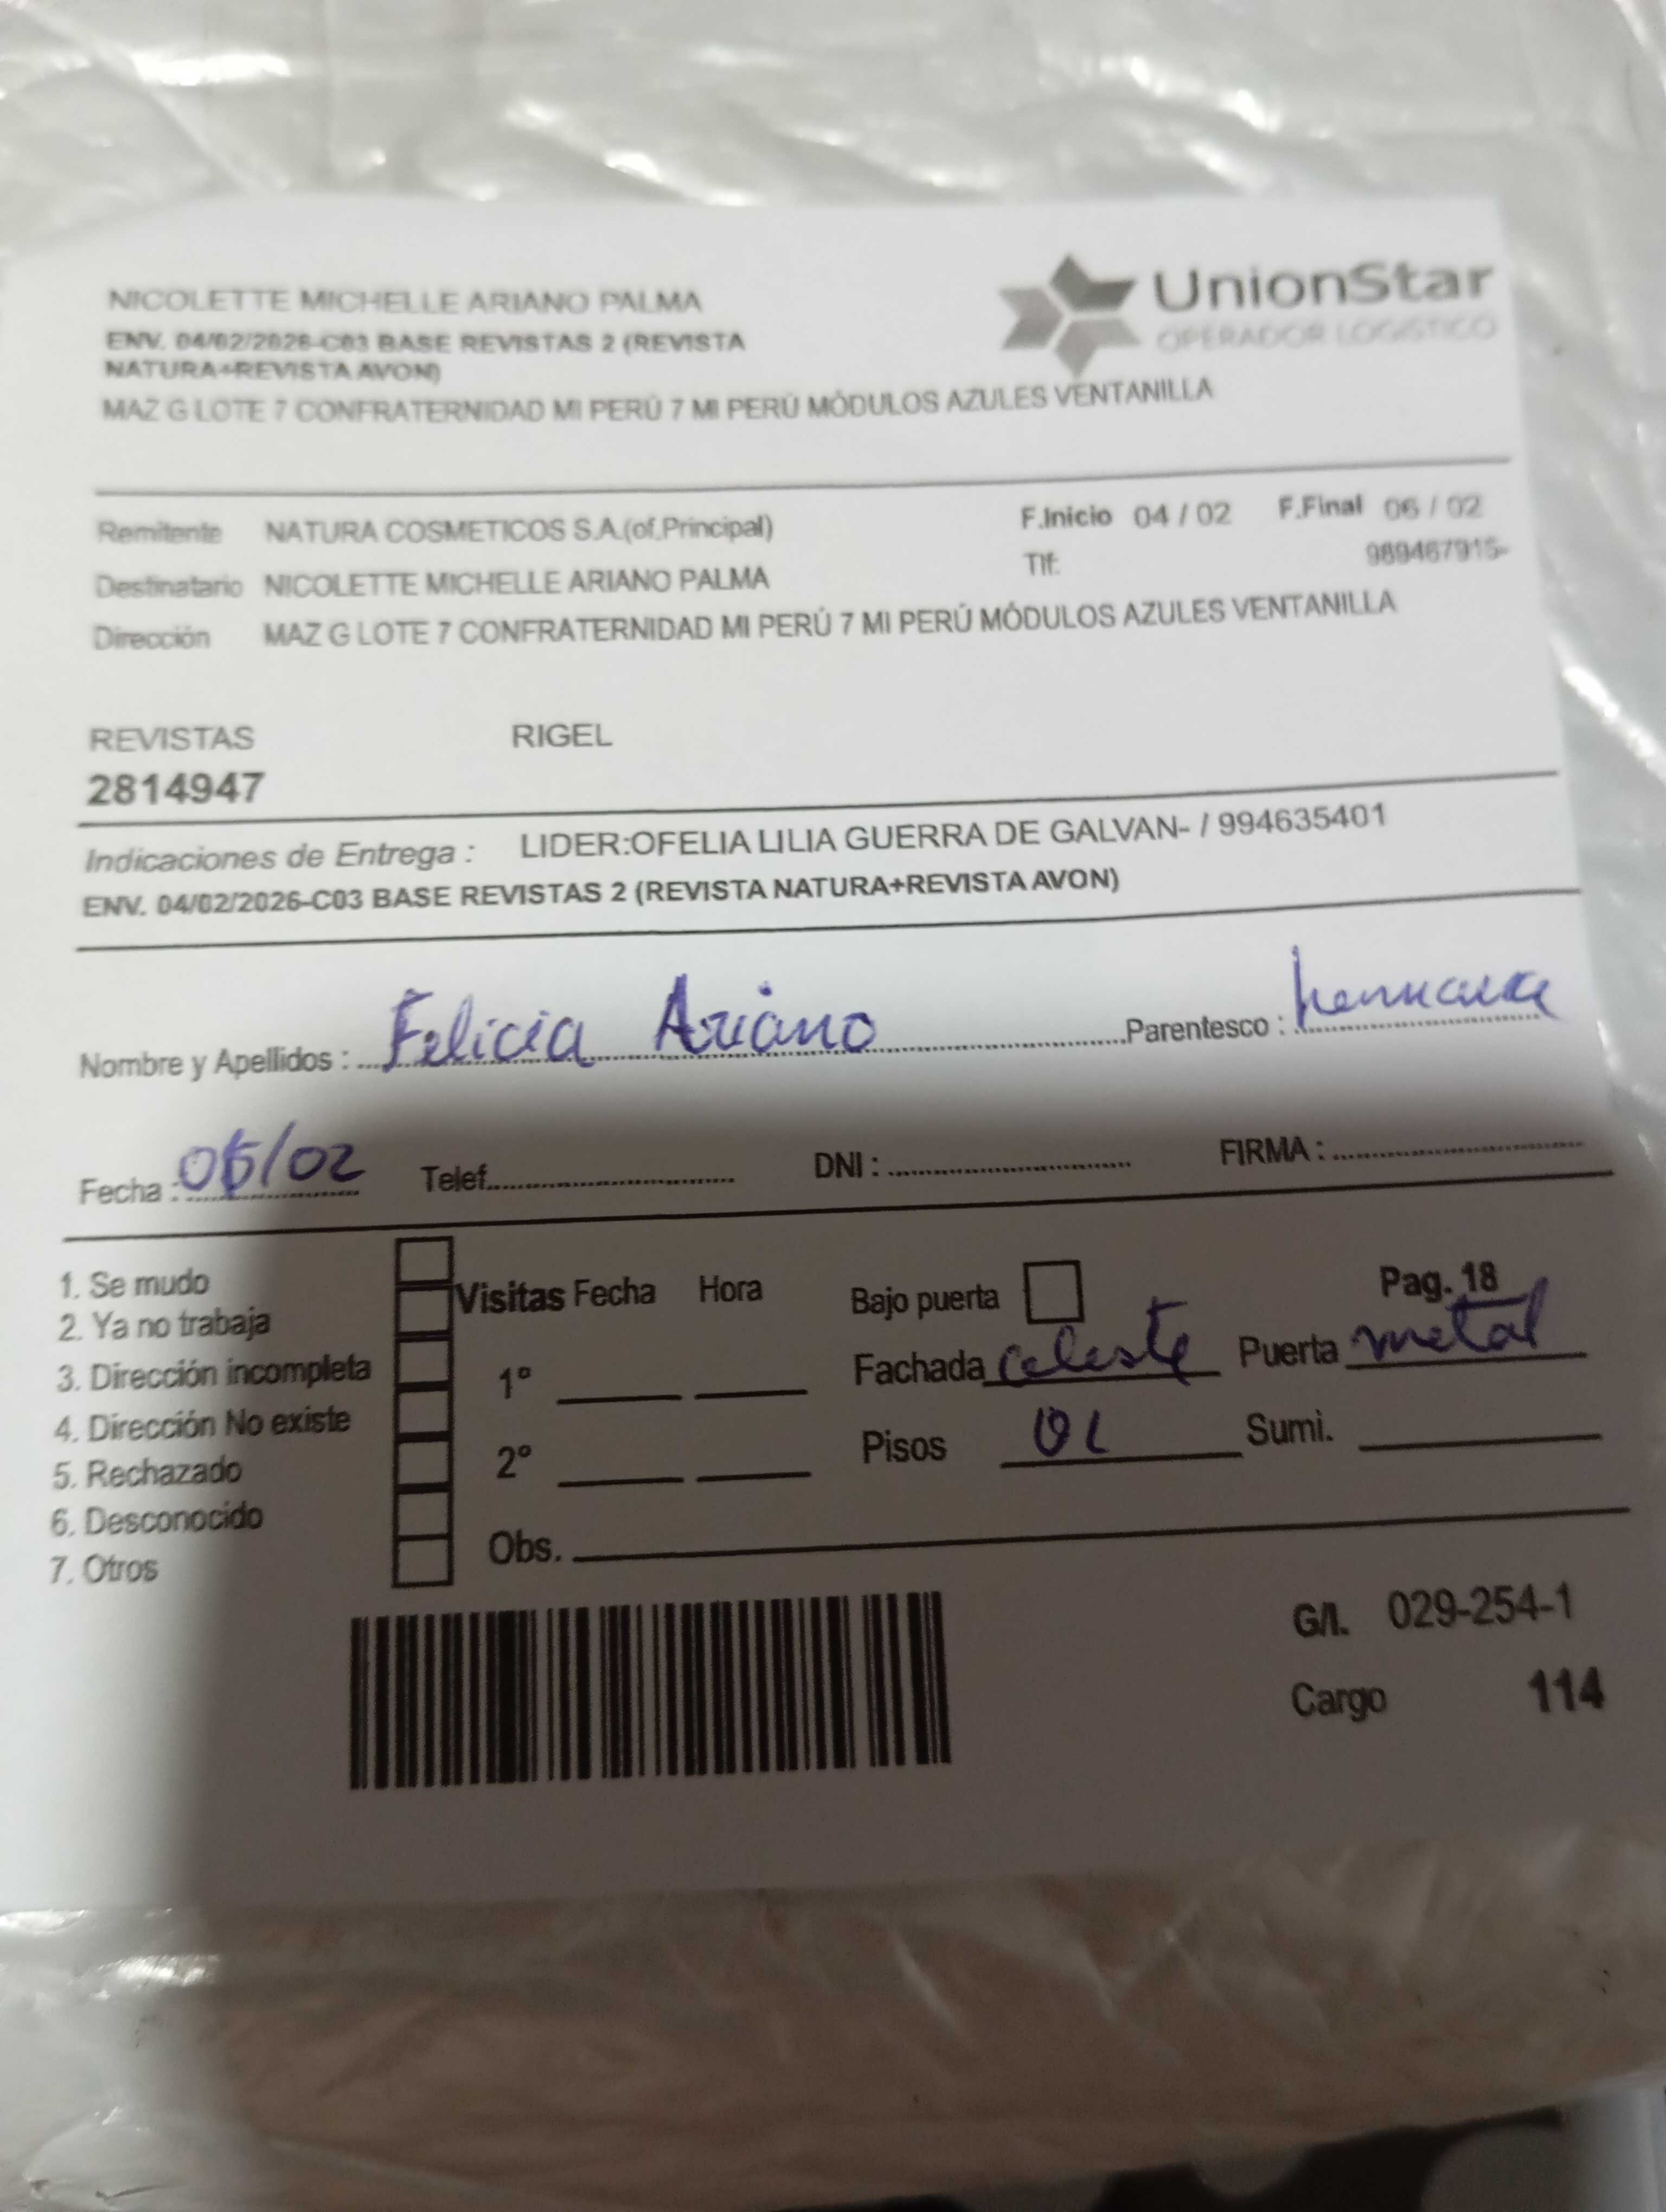 UnionStar
OPERADOR LOGISTICO
NICOLETTE MICHELLE ARIANO PALMA
ENV. 04/02/2026-C03 BASE REVISTAS 2 (REVISTA
NATURA+REVISTA AVON)
MAZ G LOTE 7 CONFRATERNIDAD MI PERÚ 7 MI PERÚ MÓDULOS AZULES VENTANILLA
Remitente NATURA COSMETICOS S.A.(of.Principal) F.Inicio 04 / 02 F.Final 06 / 02
Destinatario NICOLETTE MICHELLE ARIANO PALMA Tlf: 989467915-
Dirección MAZ G LOTE 7 CONFRATERNIDAD MI PERÚ 7 MI PERÚ MÓDULOS AZULES VENTANILLA
REVISTAS RIGEL
2814947
Indicaciones de Entrega : LIDER:OFELIA LILIA GUERRA DE GALVAN- / 994635401
ENV. 04/02/2026-C03 BASE REVISTAS 2 (REVISTA NATURA+REVISTA AVON)
Nombre y Apellidos : Felicia Ariano Parentesco : hermana
Fecha : /02 Telef. DNI : FIRMA :
1. Se mudo
2. Ya no trabaja
3. Dirección incompleta
4. Dirección No existe
5. Rechazado
6. Desconocido
7. Otros
Visitas Fecha Hora
1º
2º
Obs.
Bajo puerta Pag. 18
Fachada celeste Puerta metal
Pisos Sumi.
G/I. 029-254-1
Cargo 114